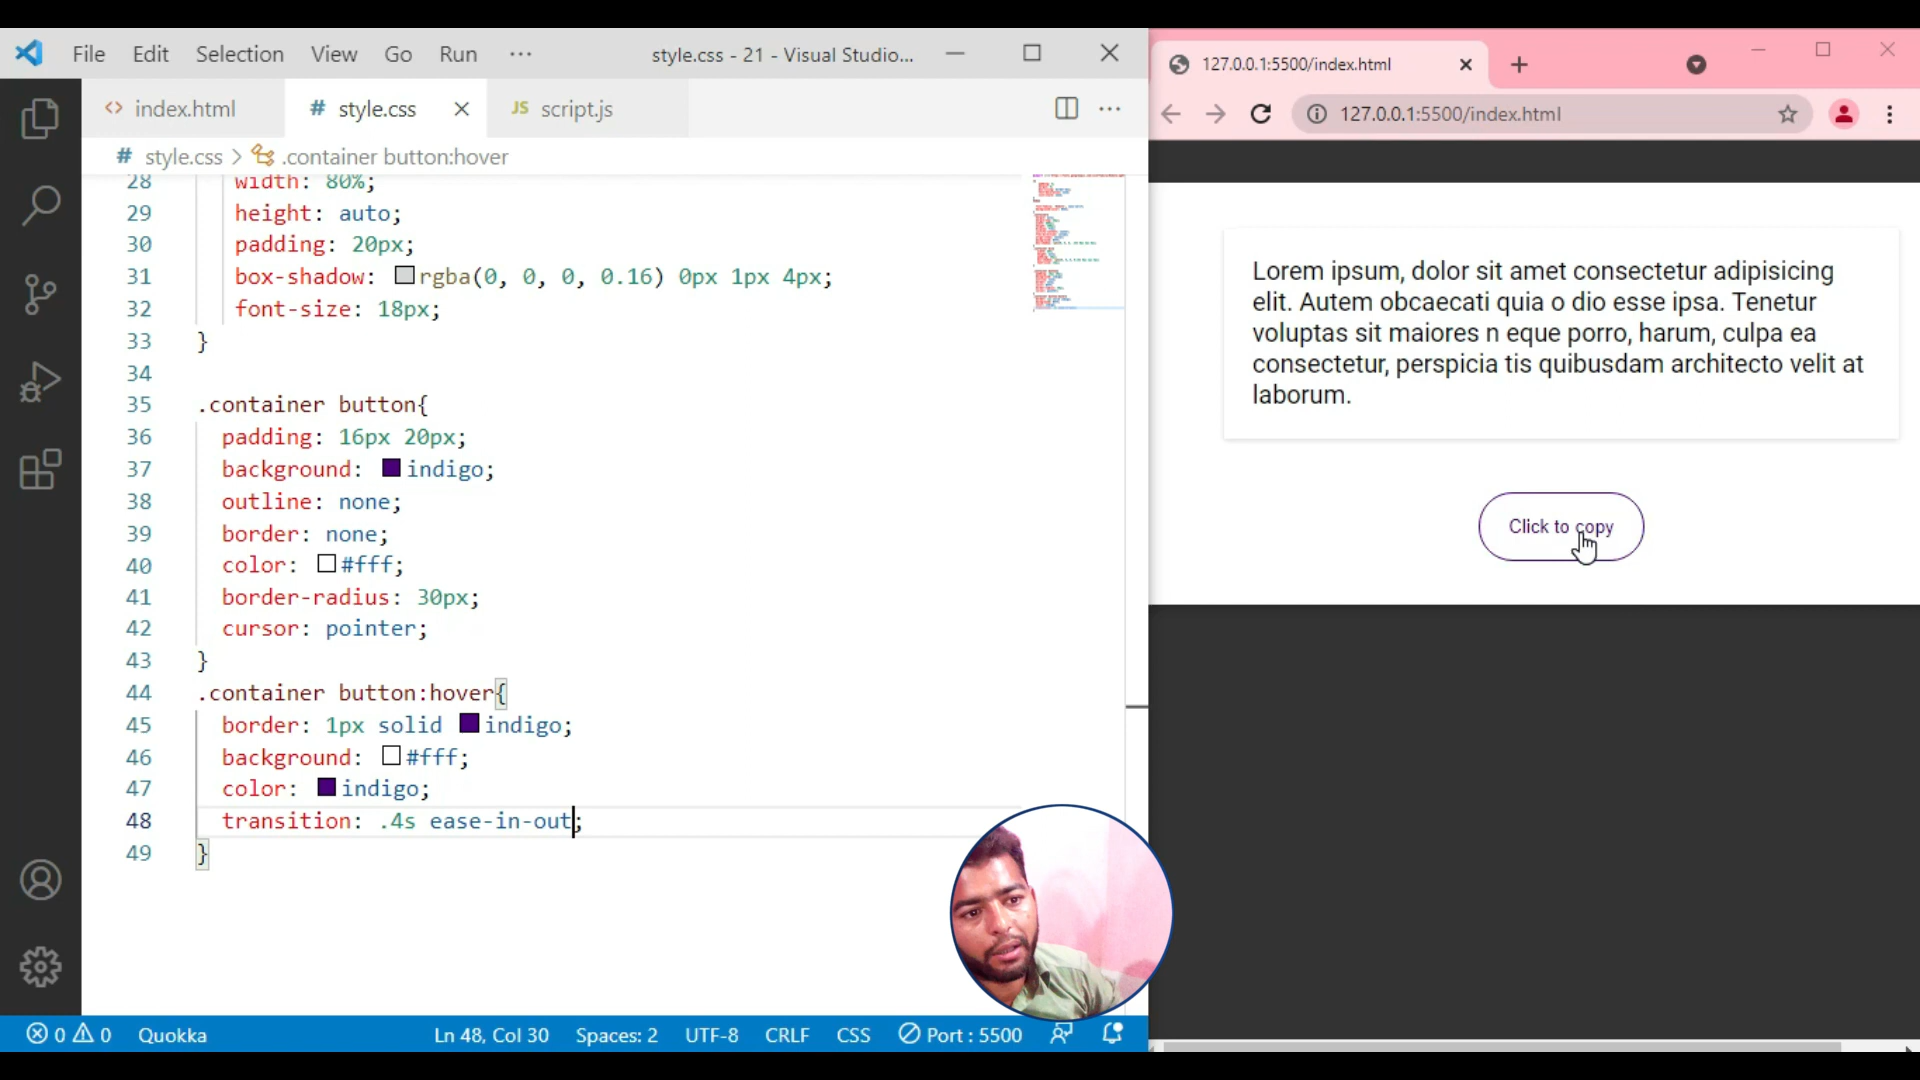 File Edit Selection View Go Run ··· style.css - 21 - Visual Studio...
index.html # style.css JS script.js
# style.css > .container button:hover
28 width: 80%;
29 height: auto;
30 padding: 20px;
31 box-shadow: rgba(0, 0, 0, 0.16) 0px 1px 4px;
32 font-size: 18px;
33 }
34
35 .container button{
36 padding: 16px 20px;
37 background: indigo;
38 outline: none;
39 border: none;
40 color: #fff;
41 border-radius: 30px;
42 cursor: pointer;
43 }
44 .container button:hover{
45 border: 1px solid indigo;
46 background: #fff;
47 color: indigo;
48 transition: .4s ease-in-out;
49 }
0 0 Quokka Ln 48, Col 30 Spaces: 2 UTF-8 CRLF CSS Port : 5500
127.0.0.1:5500/index.html
127.0.0.1:5500/index.html
Lorem ipsum, dolor sit amet consectetur adipisicing
elit. Autem obcaecati quia o dio esse ipsa. Tenetur
voluptas sit maiores n eque porro, harum, culpa ea
consectetur, perspicia tis quibusdam architecto velit at
laborum.
Click to copy